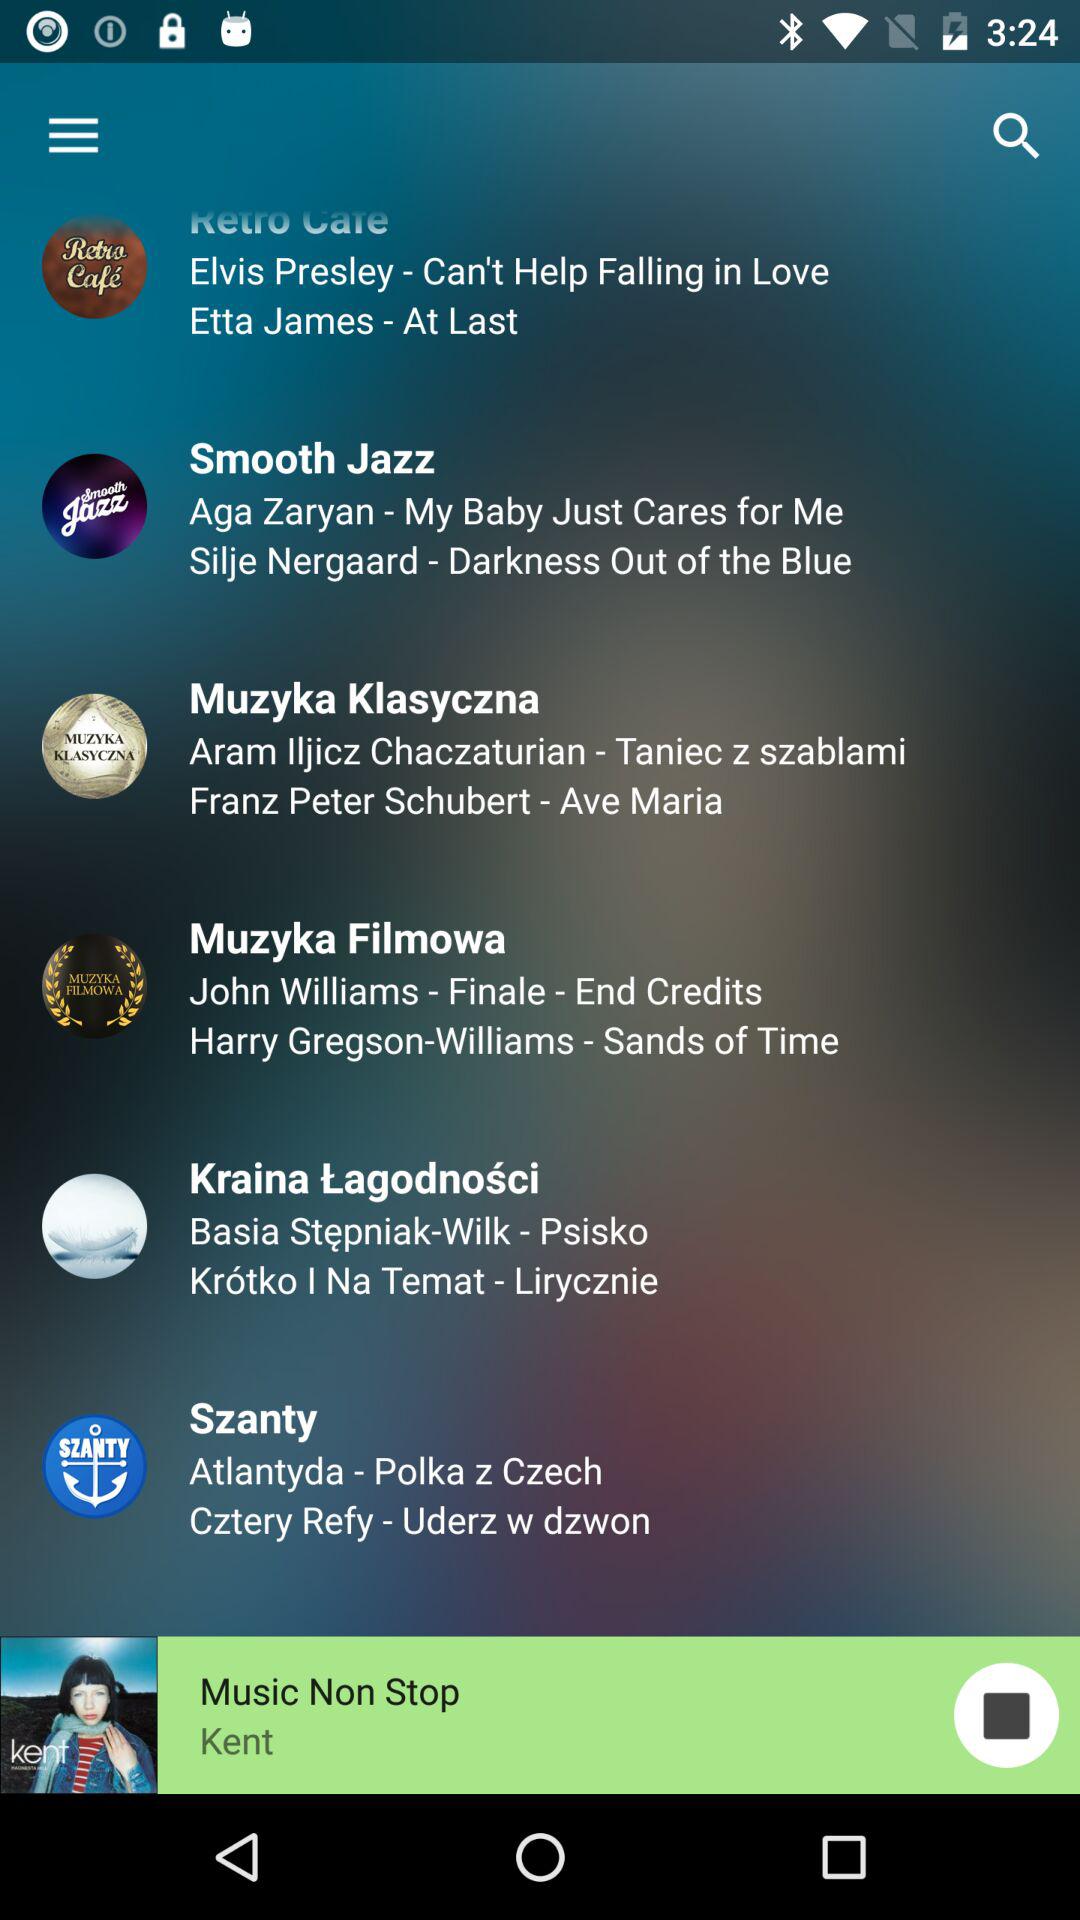 3:24
Retro Cafe
Retro
Café
Elvis Presley - Can't Help Falling in Love
Etta James - At Last
Smooth Jazz
Smooth
Jazz
Aga Zaryan - My Baby Just Cares for Me
Silje Nergaard - Darkness Out of the Blue
Muzyka Klasyczna
MUZYKA
KLASYCZNA
Aram Iljicz Chaczaturian - Taniec z szablami
Franz Peter Schubert - Ave Maria
Muzyka Filmowa
MUZYKA
FILMOWA
John Williams - Finale - End Credits
Harry Gregson-Williams - Sands of Time
Kraina Łagodności
Basia Stępniak-Wilk - Psisko
Krótko I Na Temat - Lirycznie
Szanty
SZANTY
Atlantyda - Polka z Czech
Cztery Refy - Uderz w dzwon
Music Non Stop
Kent
kent